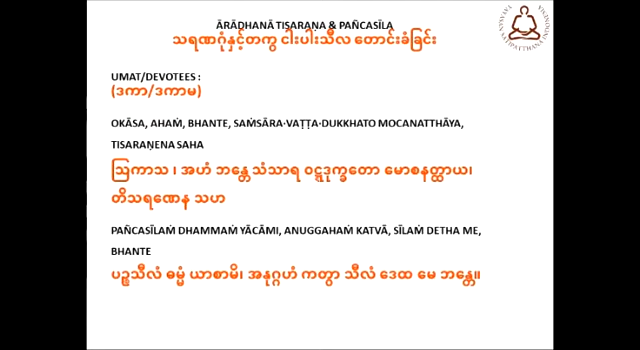 ĀRĀDHANĀ TISARAṆA & PAÑCASĪLA
သရဏဂုံနှင့်တကွ ငါးပါးသီလ တောင်းခံခြင်း
UMAT/DEVOTEES :
(ဒကာ/ဒကာမ)
OKĀSA, AHAṀ, BHANTE, SAṀSĀRA·VAṬṬA·DUKKHATO MOCANATTHĀYA,
TISARAṆENA SAHA
ဩကာသ ၊ အဟံ ဘန္တေ သံသာရ ဝဋ္ဋဒုက္ခတော မောစနတ္ထာယ၊
တိသရဏေန သဟ
PAÑCASĪLAṀ DHAMMAṀ YĀCĀMI, ANUGGAHAṀ KATVĀ, SĪLAṀ DETHA ME,
BHANTE
ပဉ္စသီလံ ဓမ္မံ ယာစာမိ၊ အနုဂ္ဂဟံ ကတွာ သီလံ ဒေထ မေ ဘန္တေ။